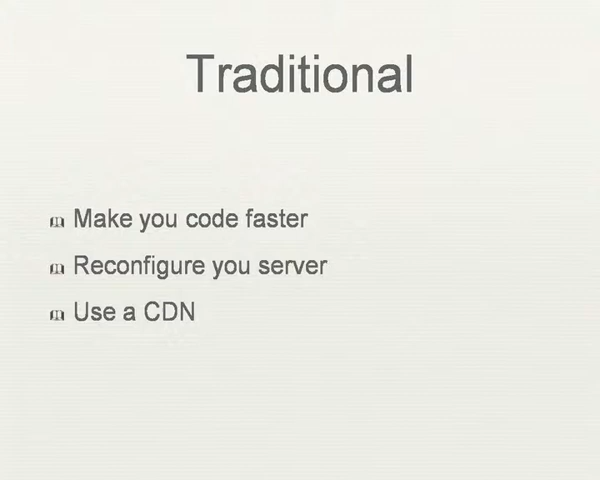 Traditional
Make you code faster
Reconfigure you server
Use a CDN